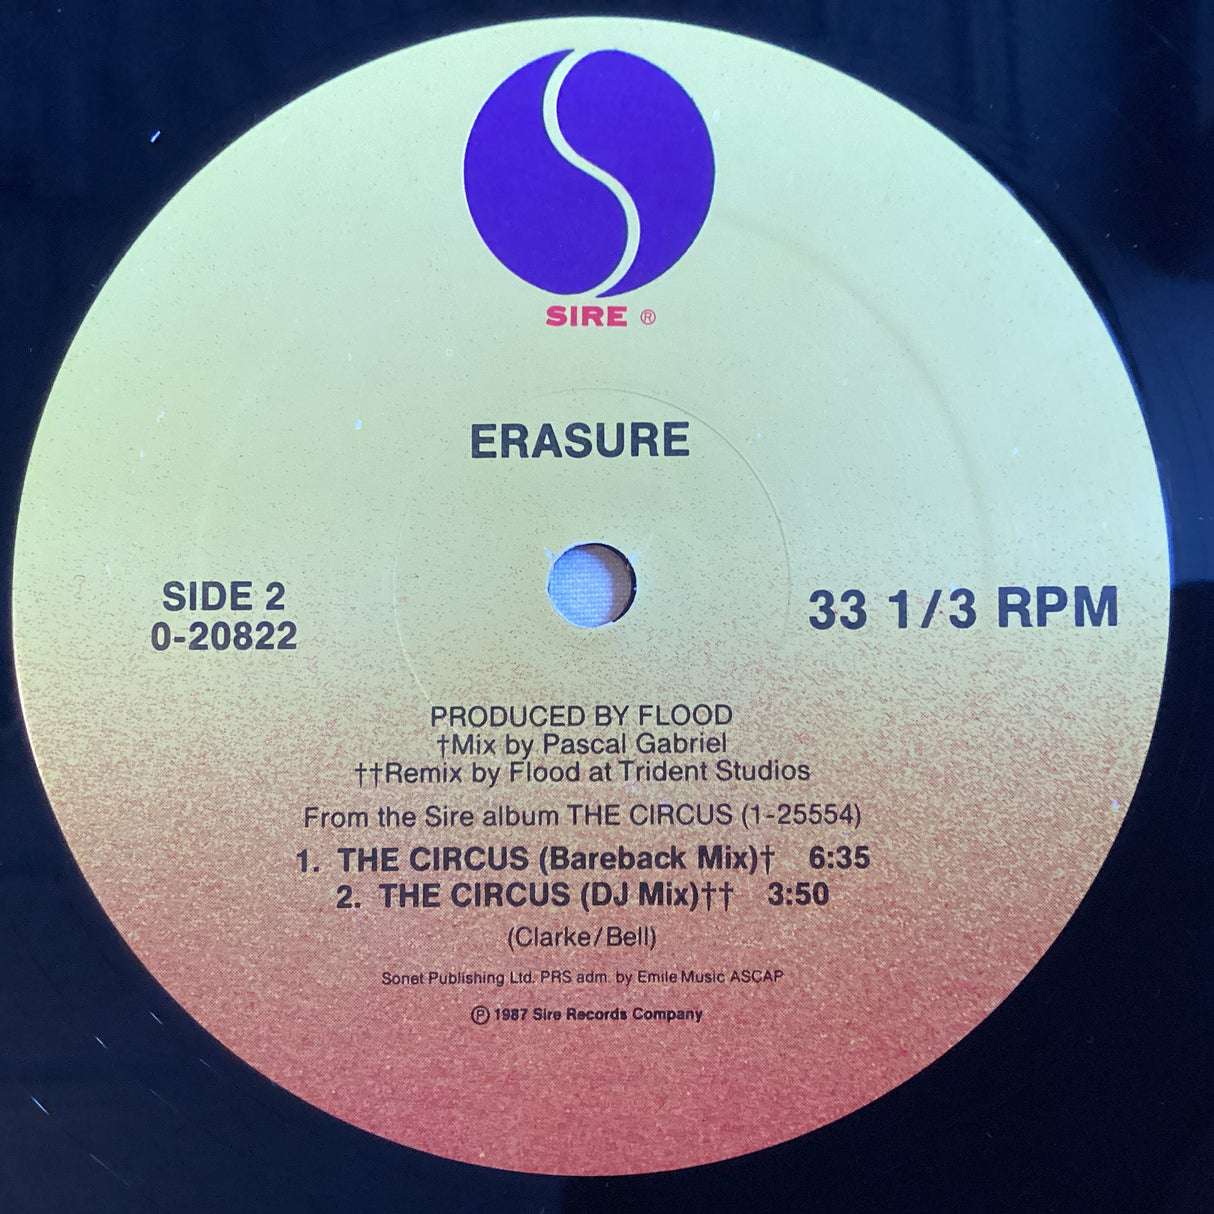 SIRE ®
ERASURE
SIDE 2
0-20822
33 1/3 RPM
PRODUCED BY FLOOD
†Mix by Pascal Gabriel
††Remix by Flood at Trident Studios
From the Sire album THE CIRCUS (1-25554)
1. THE CIRCUS (Bareback Mix)† 6:35
2. THE CIRCUS (DJ Mix)†† 3:50
(Clarke/Bell)
Sonet Publishing Ltd. PRS adm. by Emile Music ASCAP
℗ 1987 Sire Records Company